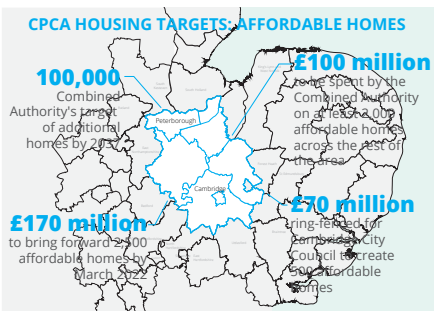 CPCA HOUSING TARGETS: AFFORDABLE HOMES
100,000
Combined
Authority's target
of additional
homes by 2037
£100 million
to be spent by the
Combined Authority
on at least 2,000
affordable homes
across the rest of
the area
Peterborough
Cambridge
£170 million
to bring forward 2,500
affordable homes by
March 2022
£70 million
ring-fenced for
Cambridge City
Council to create
500 affordable
homes